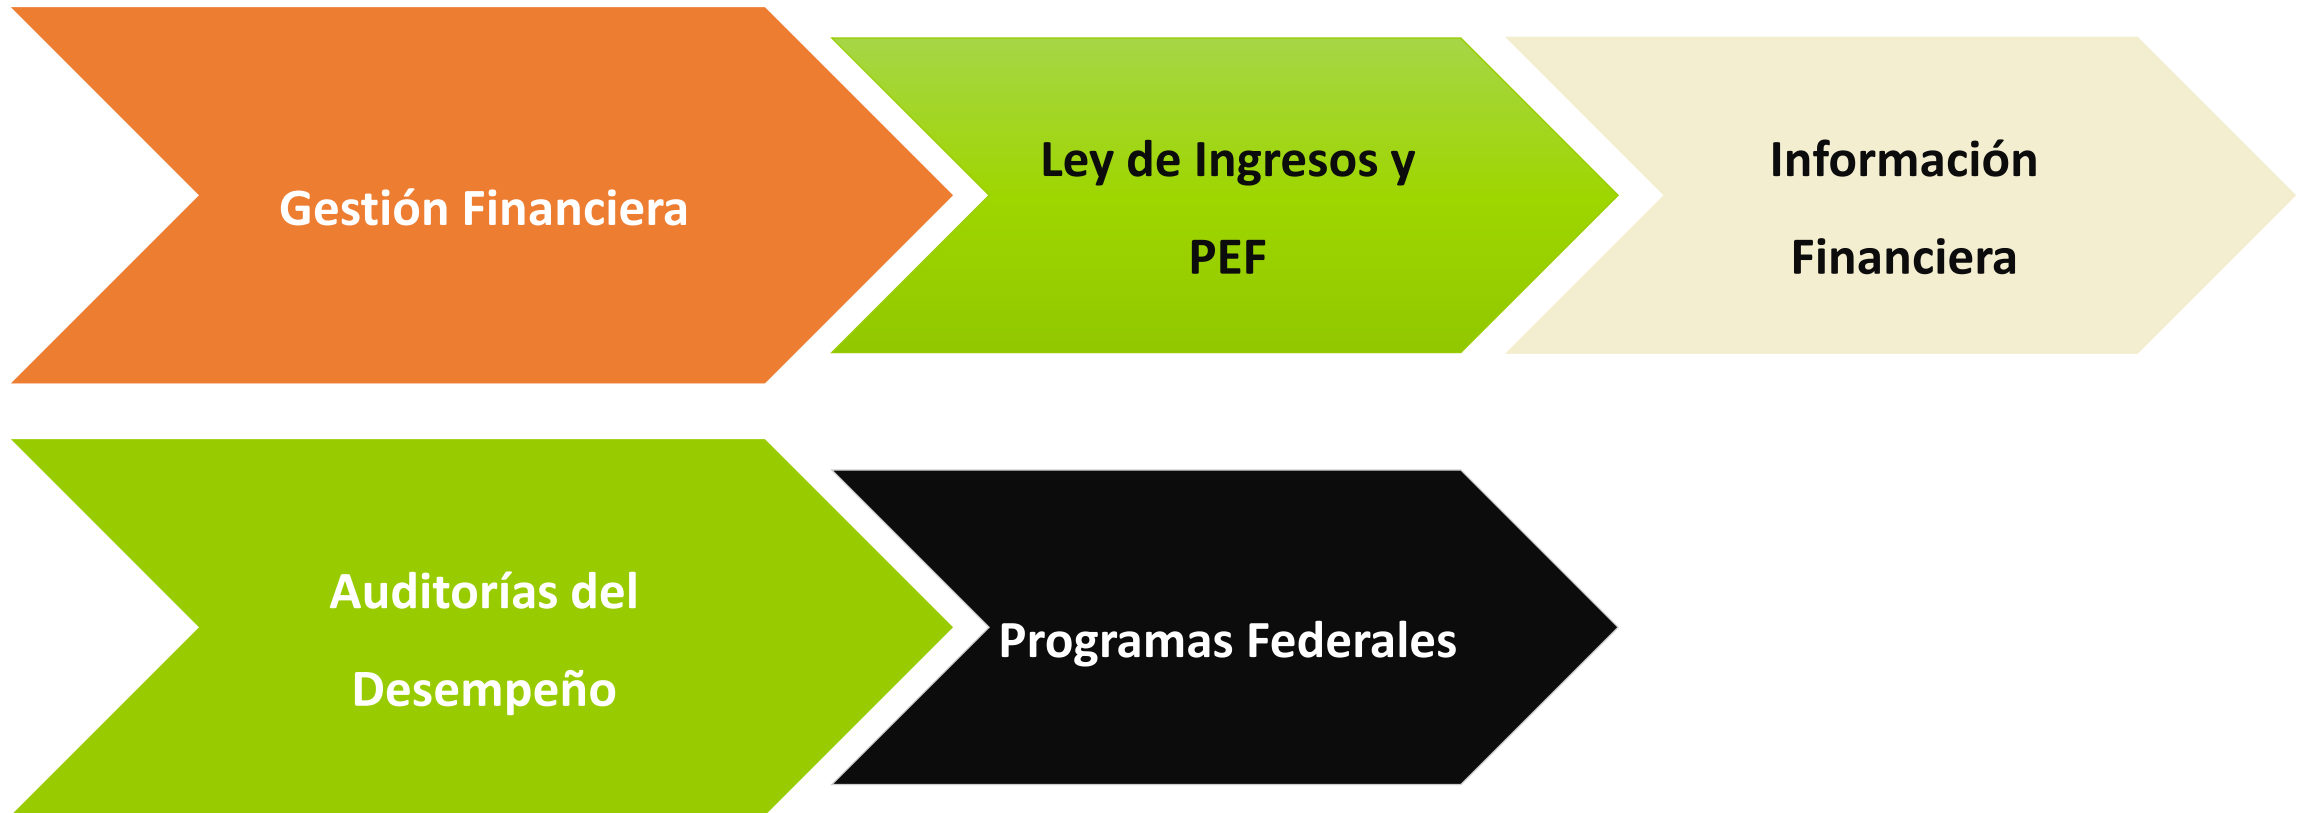 Gestión Financiera
Ley de Ingresos y
PEF
Información
Financiera
Auditorías del
Desempeño
Programas Federales